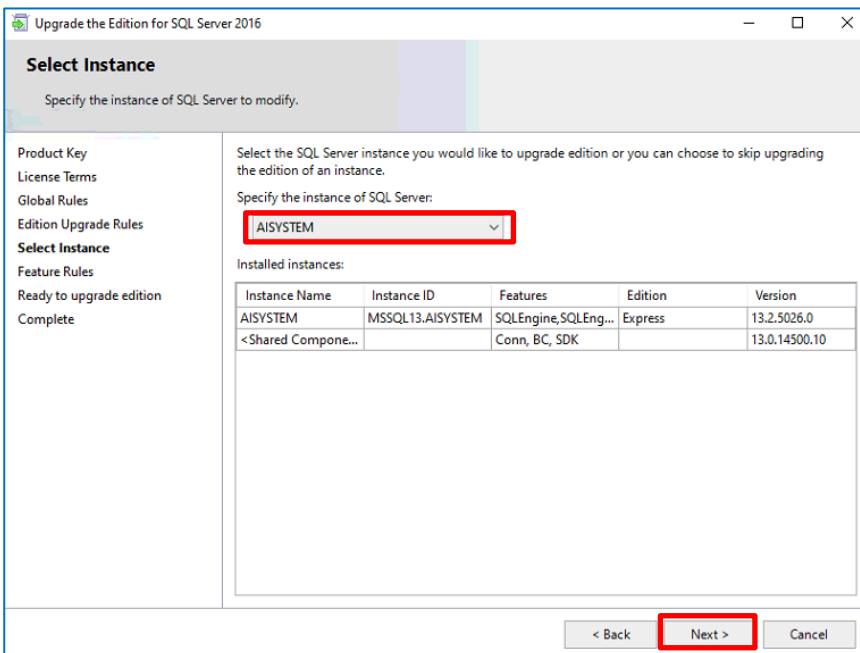 Upgrade the Edition for SQL Server 2016
Select Instance
Specify the instance of SQL Server to modify.
Product Key
License Terms
Global Rules
Edition Upgrade Rules
Select Instance
Feature Rules
Ready to upgrade edition
Complete
Select the SQL Server instance you would like to upgrade edition or you can choose to skip upgrading
the edition of an instance.
Specify the instance of SQL Server:
AISYSTEM
Installed instances:
Instance Name Instance ID Features Edition Version
AISYSTEM MSSQL13.AISYSTEM SQLEngine,SQLEng... Express 13.2.5026.0
<Shared Compone... Conn, BC, SDK 13.0.14500.10
< Back Next > Cancel